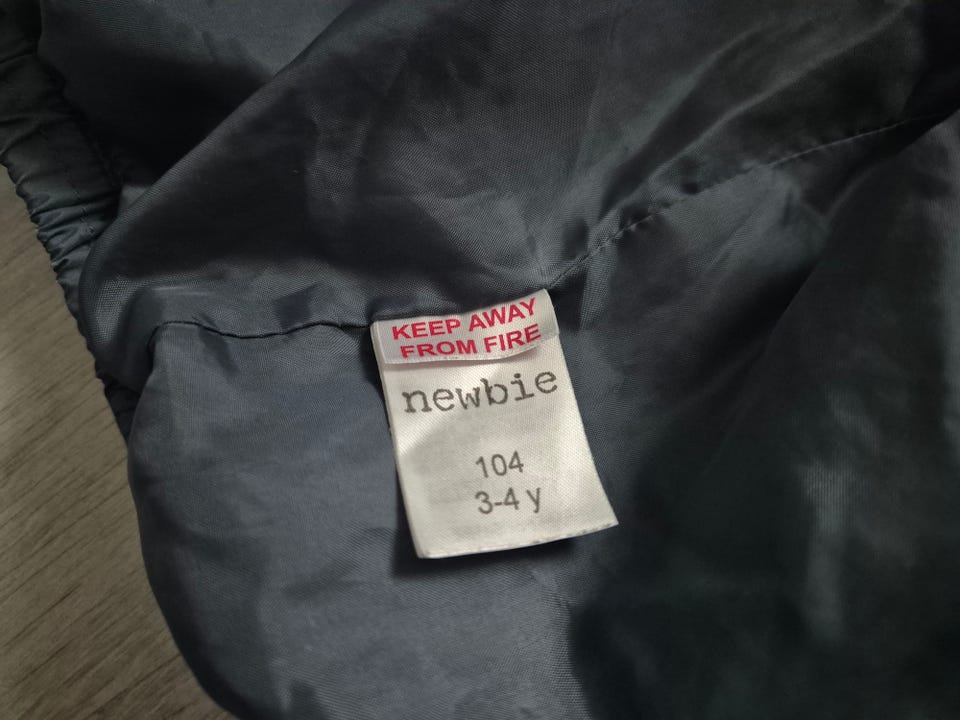 KEEP AWAY
FROM FIRE
newbie
104
3-4 y